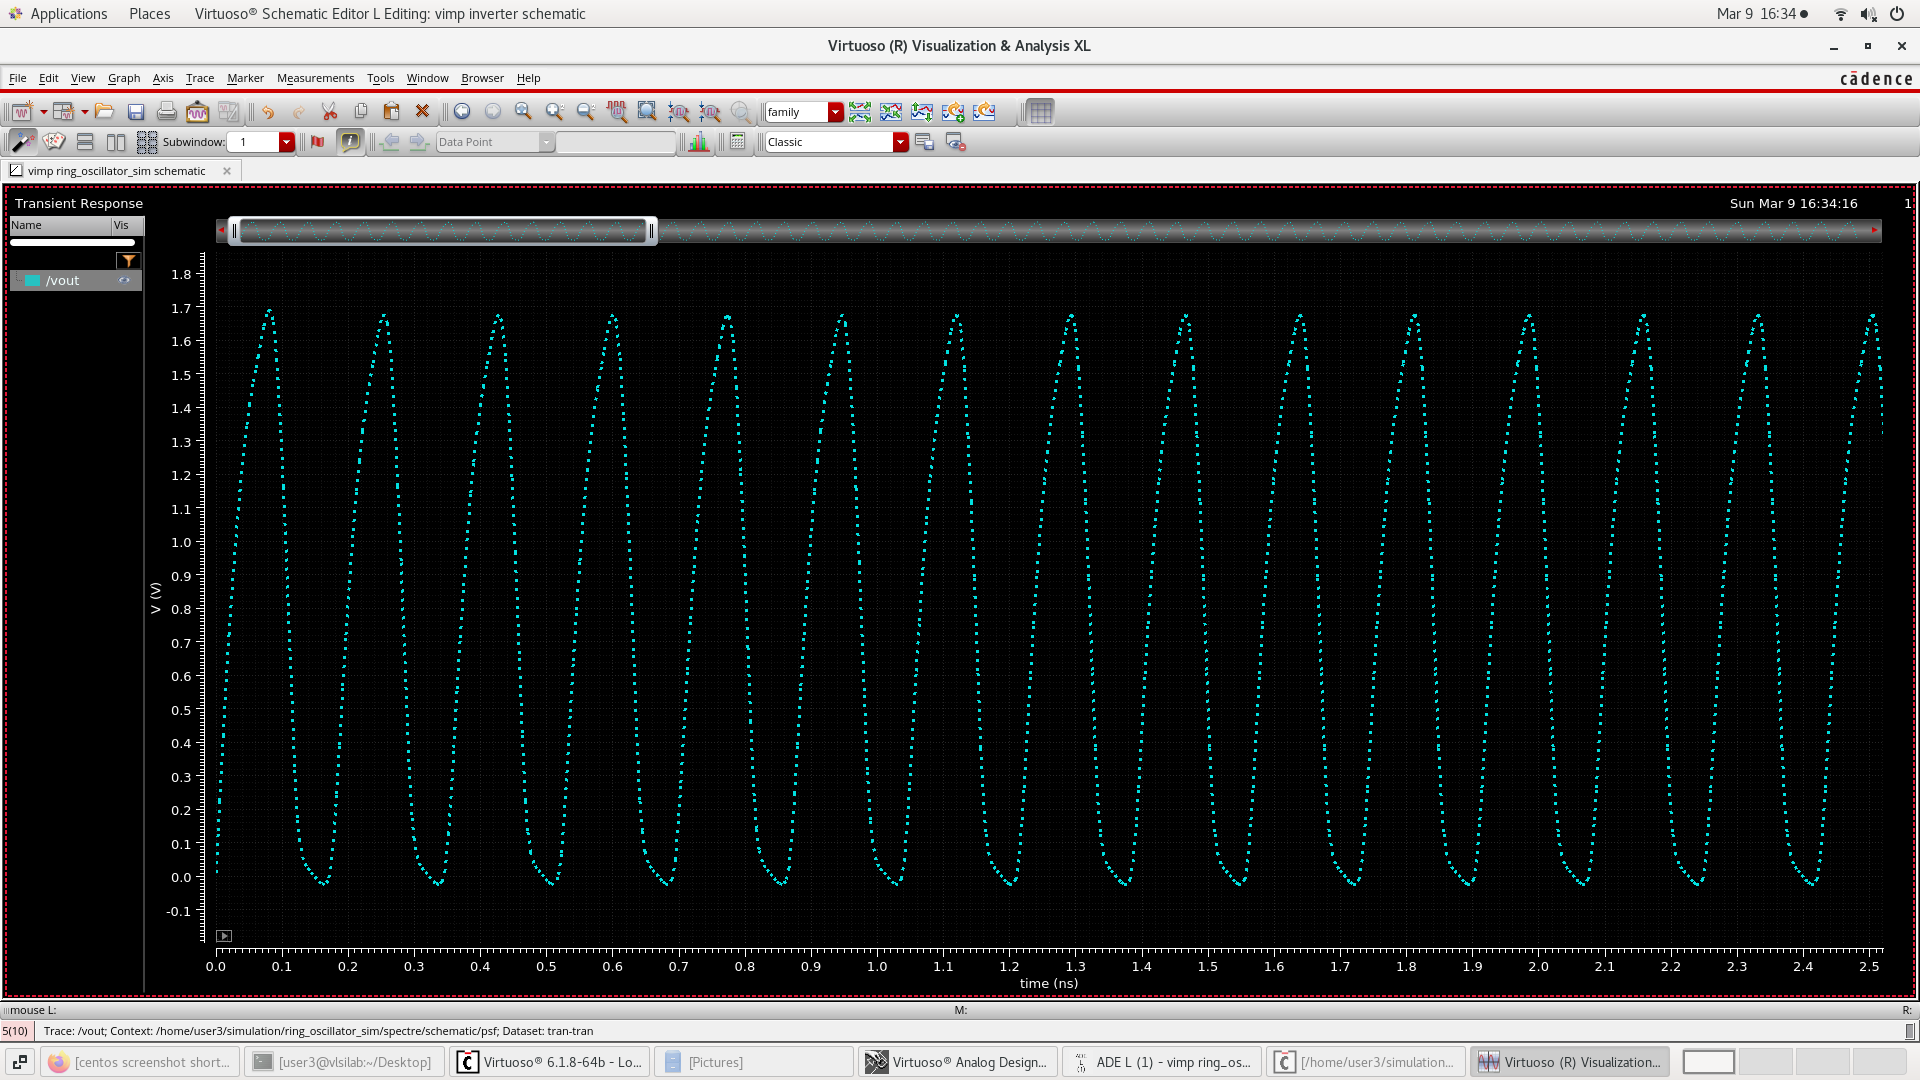 Applications Places Virtuoso® Schematic Editor L Editing: vimp inverter schematic Mar 9 16:34
Virtuoso (R) Visualization & Analysis XL
File Edit View Graph Axis Trace Marker Measurements Tools Window Browser Help cādence
family
Subwindow: 1 Data Point Classic
vimp ring_oscillator_sim schematic
Transient Response Sun Mar 9 16:34:16 1
Name Vis
/vout
1.8
1.7
1.6
1.5
1.4
1.3
1.2
1.1
1.0
0.9
0.8
0.7
0.6
0.5
0.4
0.3
0.2
0.1
0.0
-0.1
V (V)
0.0 0.1 0.2 0.3 0.4 0.5 0.6 0.7 0.8 0.9 1.0 1.1 1.2 1.3 1.4 1.5 1.6 1.7 1.8 1.9 2.0 2.1 2.2 2.3 2.4 2.5
time (ns)
mouse L: M: R:
5(10) Trace: /vout; Context: /home/user3/simulation/ring_oscillator_sim/spectre/schematic/psf; Dataset: tran-tran
[centos screenshot short... [user3@vlsilab:~/Desktop] Virtuoso® 6.1.8-64b - Lo... [Pictures] Virtuoso® Analog Design... ADE L (1) - vimp ring_os... [/home/user3/simulation... Virtuoso (R) Visualization...